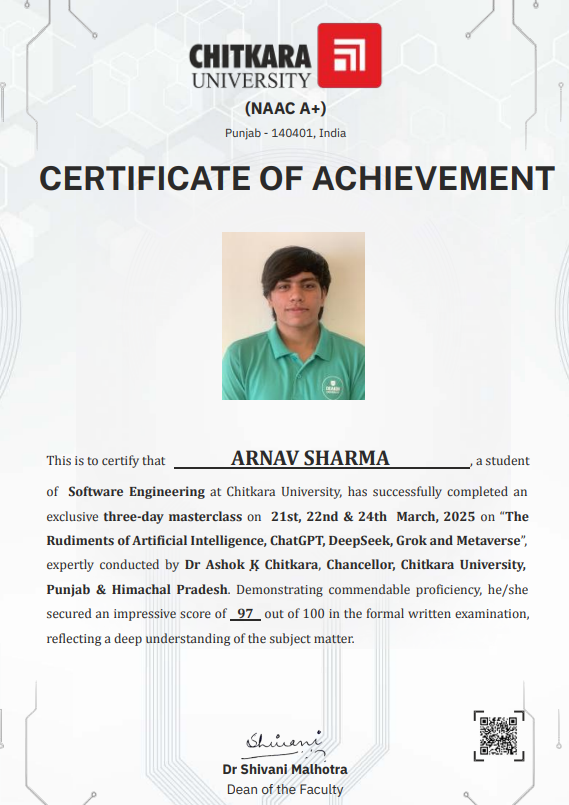 CHITKARA
UNIVERSITY
(NAAC A+)
Punjab - 140401, India
CERTIFICATE OF ACHIEVEMENT
This is to certify that ARNAV SHARMA, a student
of Software Engineering at Chitkara University, has successfully completed an
exclusive three-day masterclass on 21st, 22nd & 24th March, 2025 on “The
Rudiments of Artificial Intelligence, ChatGPT, DeepSeek, Grok and Metaverse”,
expertly conducted by Dr Ashok K Chitkara, Chancellor, Chitkara University,
Punjab & Himachal Pradesh. Demonstrating commendable proficiency, he/she
secured an impressive score of 97 out of 100 in the formal written examination,
reflecting a deep understanding of the subject matter.
Shivani
Dr Shivani Malhotra
Dean of the Faculty